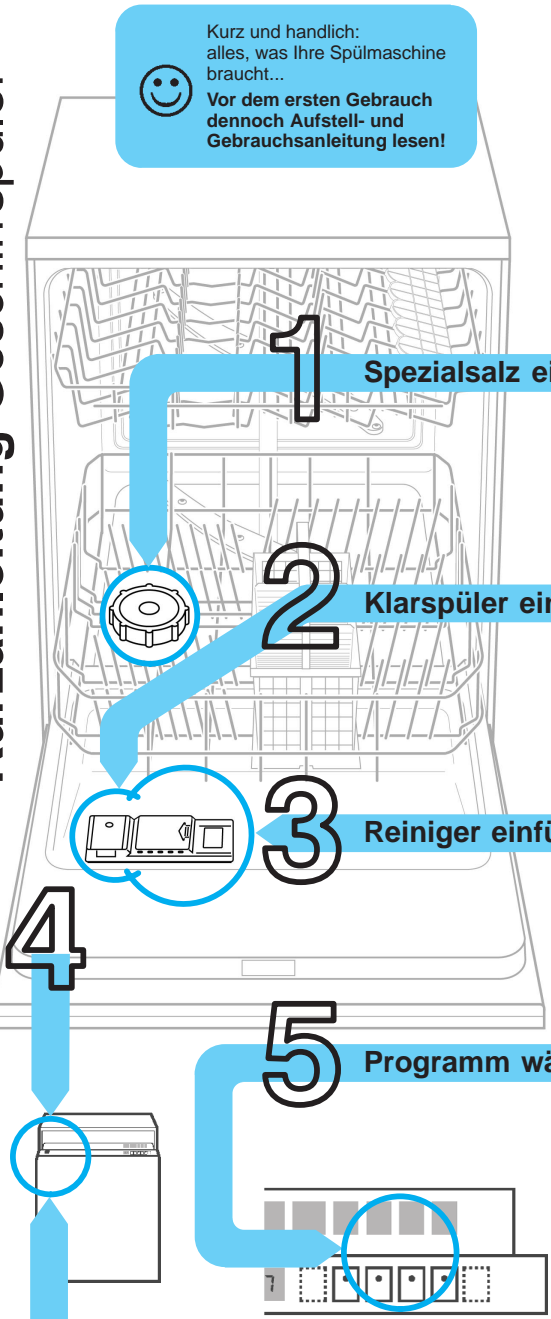 Kurz und handlich:
alles, was Ihre Spülmaschine
braucht...
Vor dem ersten Gebrauch
dennoch Aufstell- und
Gebrauchsanleitung lesen!
1
Spezialsalz ei
2
Klarspüler ein
3
Reiniger einfü
4
5
Programm wä